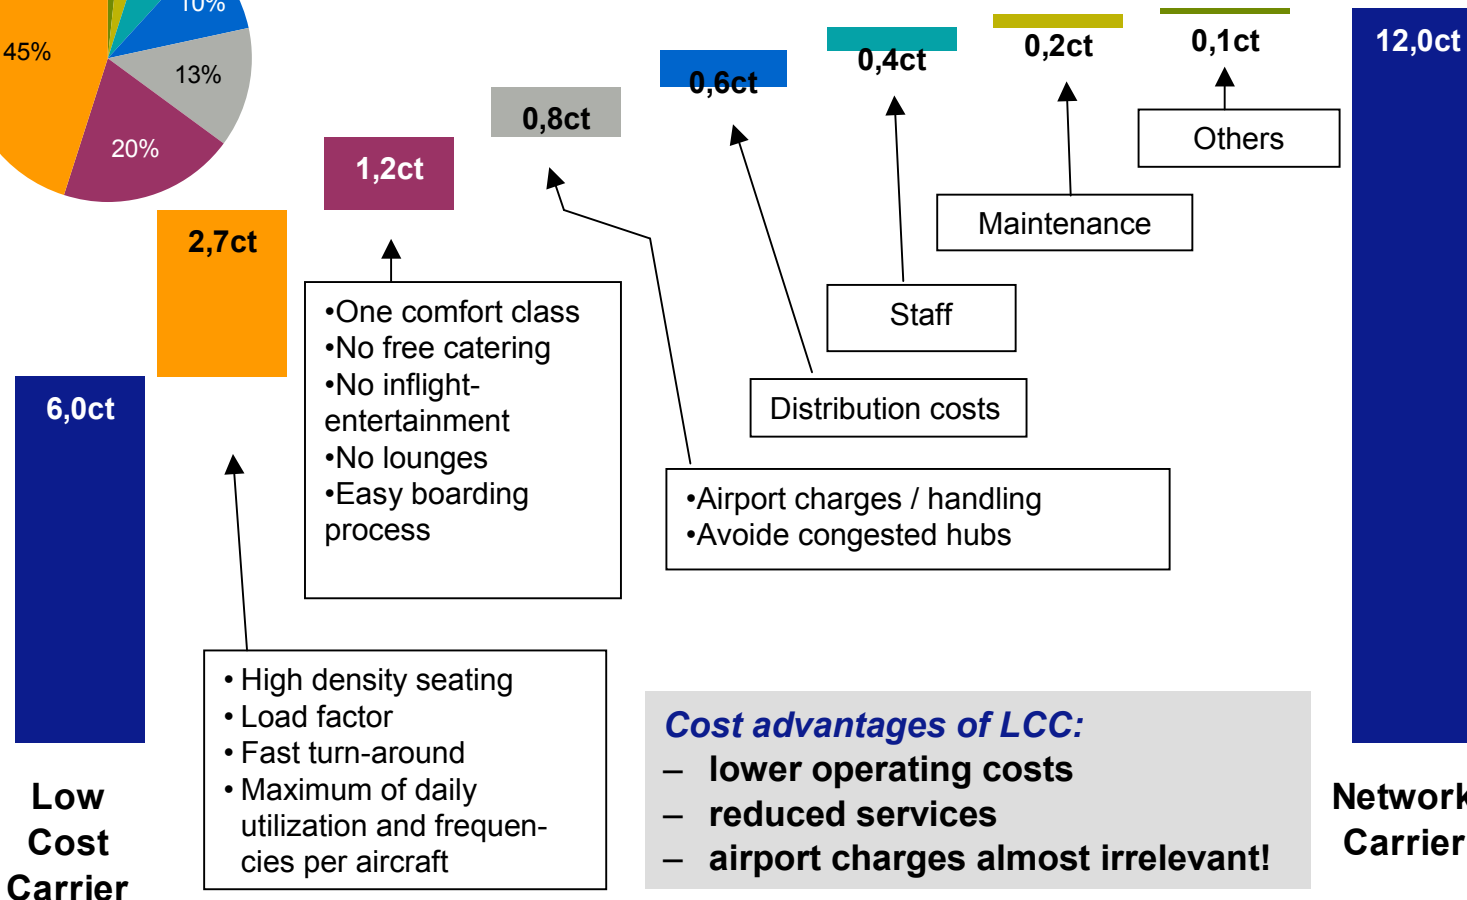 10%
45%
13%
20%
6,0ct
2,7ct
1,2ct
0,8ct
0,6ct
0,4ct
0,2ct
0,1ct
12,0ct
Others
Maintenance
Staff
Distribution costs
•Airport charges / handling
•Avoide congested hubs
•One comfort class
•No free catering
•No inflight-
entertainment
•No lounges
•Easy boarding
process
• High density seating
• Load factor
• Fast turn-around
• Maximum of daily
utilization and frequen-
cies per aircraft
Cost advantages of LCC:
– lower operating costs
– reduced services
– airport charges almost irrelevant!
Low
Cost
Carrier
Network
Carrier